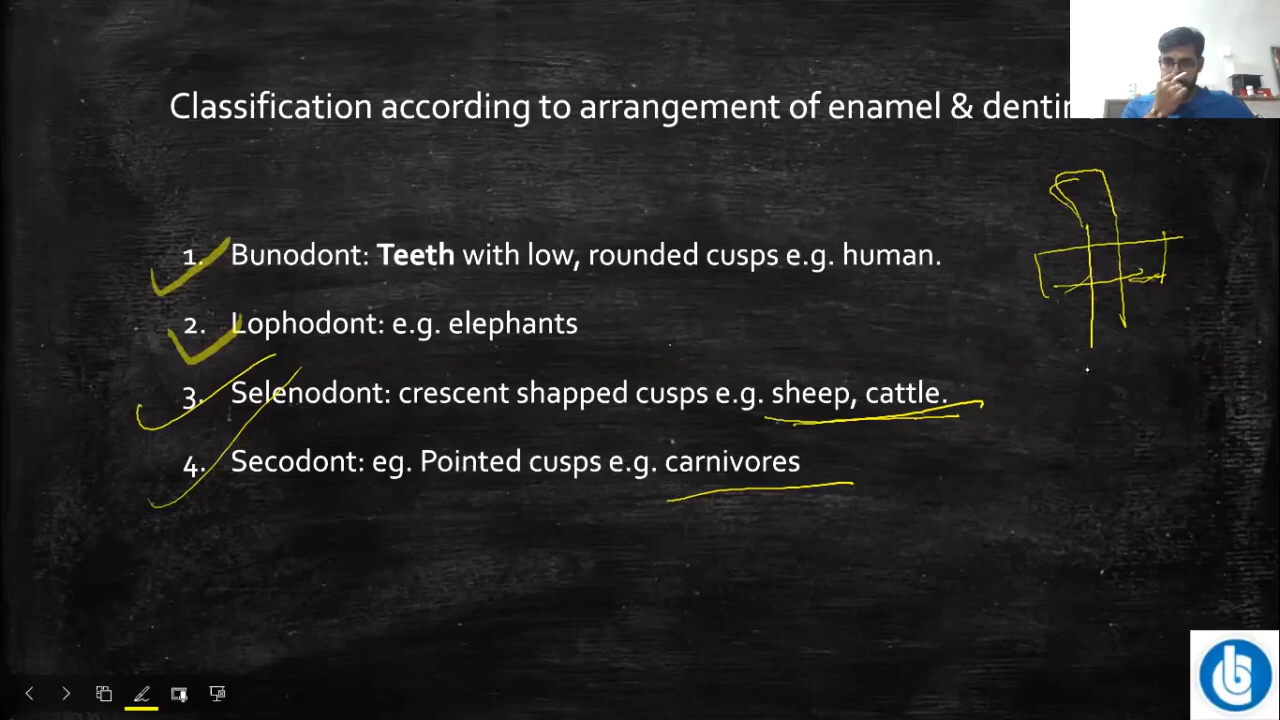 Classification according to arrangement of enamel & dentin
1. Bunodont: Teeth with low, rounded cusps e.g. human.
2. Lophodont: e.g. elephants
3. Selenodont: crescent shapped cusps e.g. sheep, cattle.
4. Secodont: eg. Pointed cusps e.g. carnivores